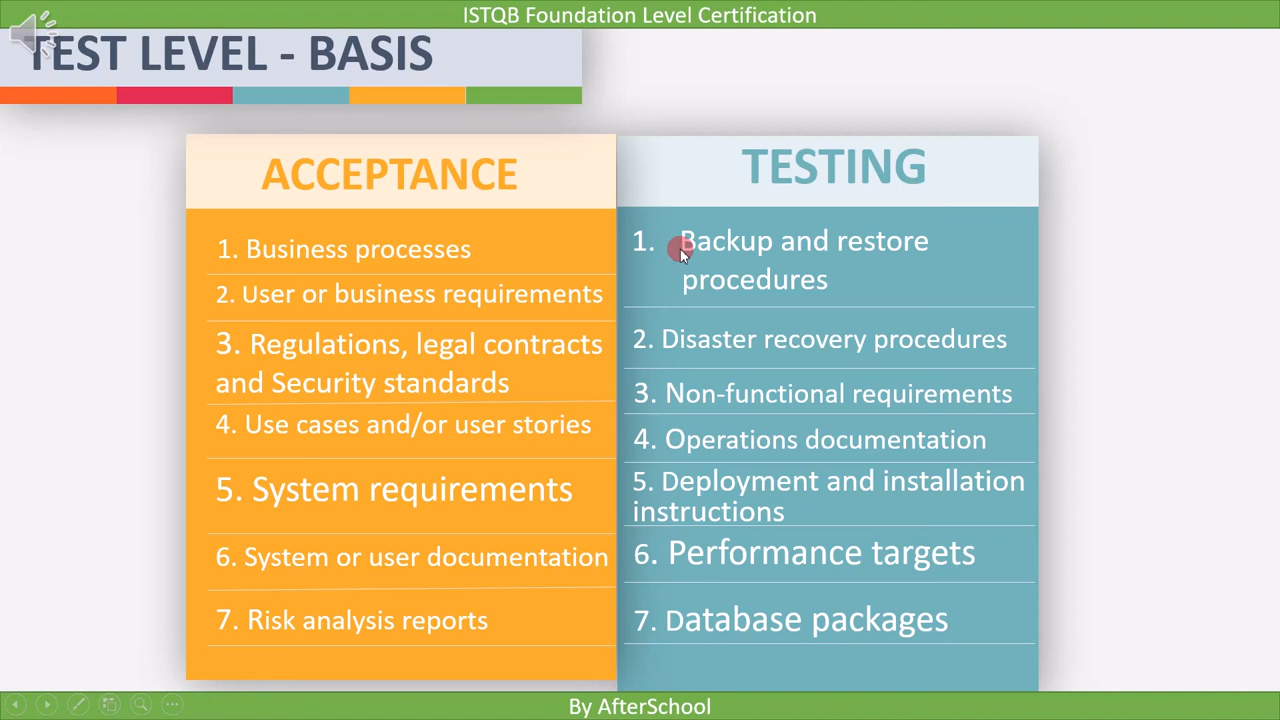 ISTQB Foundation Level Certification
TEST LEVEL - BASIS
ACCEPTANCE
1. Business processes
2. User or business requirements
3. Regulations, legal contracts
and Security standards
4. Use cases and/or user stories
5. System requirements
6. System or user documentation
7. Risk analysis reports
TESTING
1. Backup and restore
procedures
2. Disaster recovery procedures
3. Non-functional requirements
4. Operations documentation
5. Deployment and installation
instructions
6. Performance targets
7. Database packages
By AfterSchool